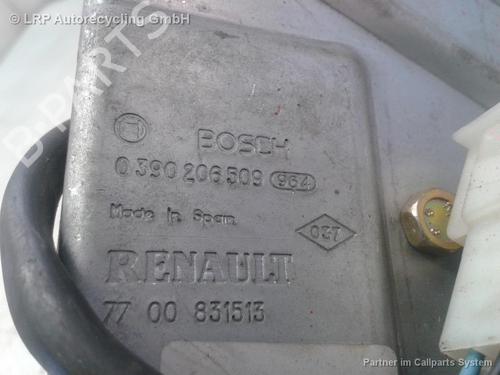 © LRP Autorecycling GmbH
B-PARTS
BOSCH
0 390 206 509 964
Made in Spain
037
RENAULT
77 00 831513
Partner im Callparts System